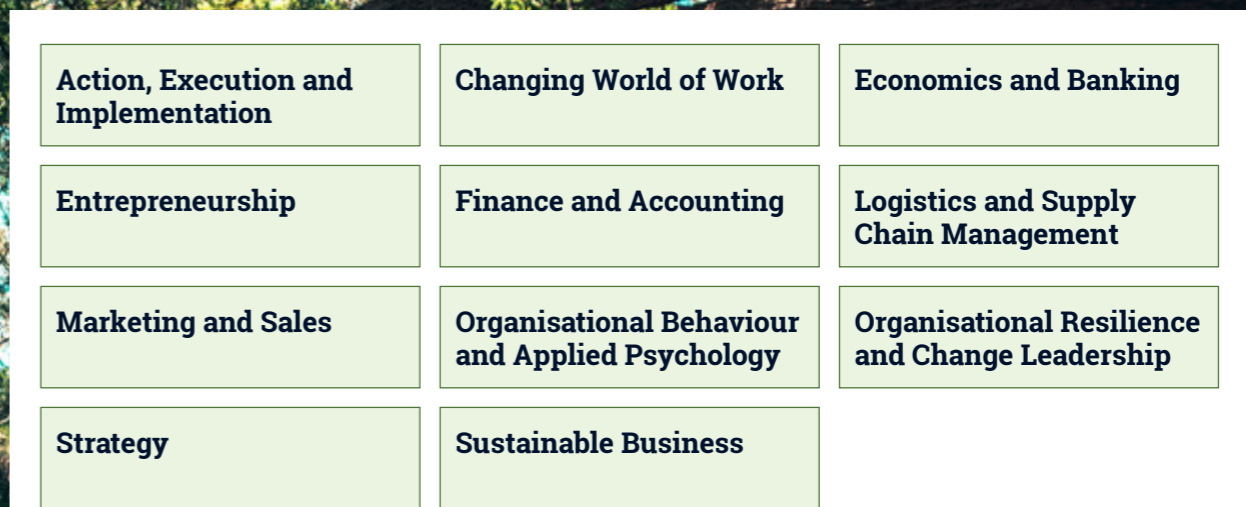 Action, Execution and
Implementation
Changing World of Work
Economics and Banking
Entrepreneurship
Finance and Accounting
Logistics and Supply
Chain Management
Marketing and Sales
Organisational Behaviour
and Applied Psychology
Organisational Resilience
and Change Leadership
Strategy
Sustainable Business